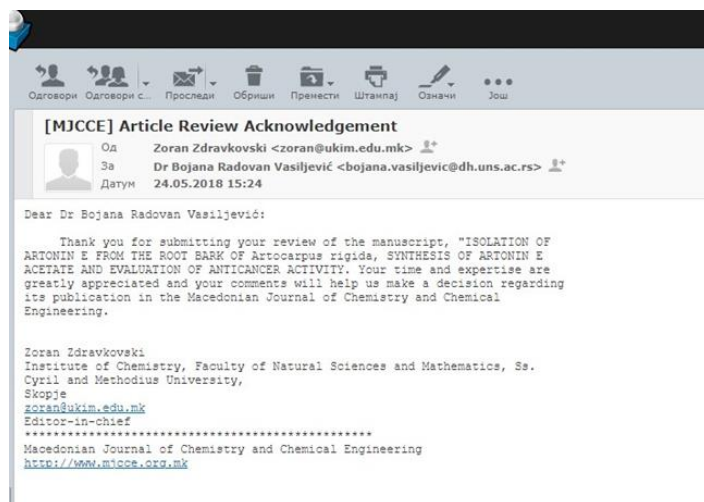 Одговори Одговори с... Проследи Обриши Премести Штампај Означи Још
[MJCCE] Article Review Acknowledgement
Од Zoran Zdravkovski <zoran@ukim.edu.mk>
За Dr Bojana Radovan Vasiljević <bojana.vasiljevic@dh.uns.ac.rs>
Датум 24.05.2018 15:24
Dear Dr Bojana Radovan Vasiljević:
Thank you for submitting your review of the manuscript, "ISOLATION OF
ARTONIN E FROM THE ROOT BARK OF Artocarpus rigida, SYNTHESIS OF ARTONIN E
ACETATE AND EVALUATION OF ANTICANCER ACTIVITY. Your time and expertise are
greatly appreciated and your comments will help us make a decision regarding
its publication in the Macedonian Journal of Chemistry and Chemical
Engineering.
Zoran Zdravkovski
Institute of Chemistry, Faculty of Natural Sciences and Mathematics, Ss.
Cyril and Methodius University,
Skopje
zoran@ukim.edu.mk
Editor-in-chief
*************************************************
Macedonian Journal of Chemistry and Chemical Engineering
http://www.mjcce.org.mk